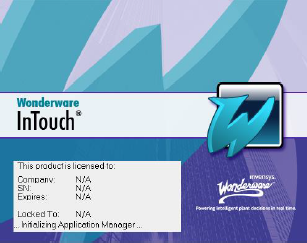 Wonderware
InTouch®
This product is licensed to:
Company: N/A
SN: N/A
Expires: N/A
Locked To: N/A
... Initializing Application Manager ...
invensys.
Wonderware
Powering intelligent plant decisions in real time.